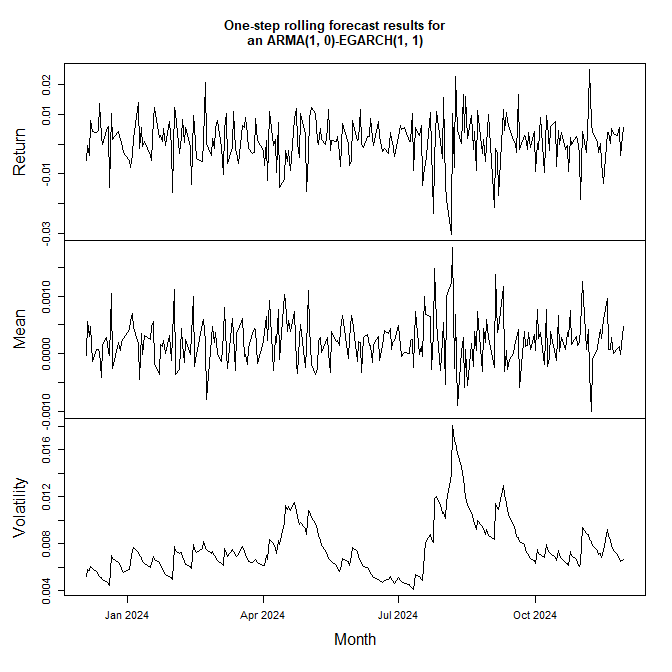 One-step rolling forecast results for
an ARMA(1, 0)-EGARCH(1, 1)
Return
0.02
0.01
-0.01
-0.03
Mean
0.0010
0.0000
-0.0010
Volatility
0.016
0.012
0.008
0.004
Jan 2024 Apr 2024 Jul 2024 Oct 2024
Month